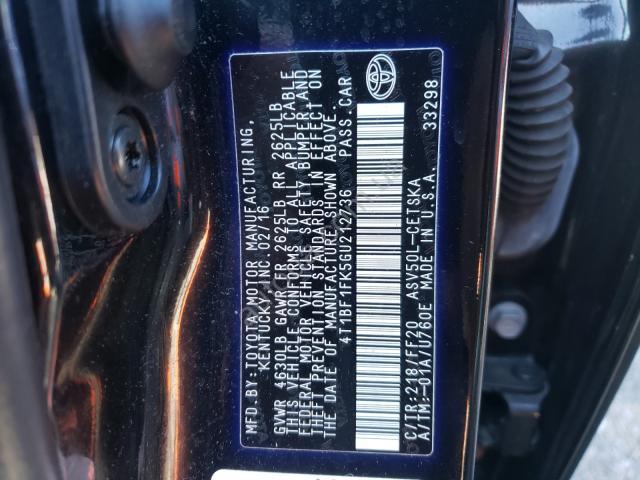 MFD.BY:TOYOTA MOTOR MANUFACTURING,
KENTUCKY,INC. 02/16
GVWR 4630LB GAWR FR 2625LB RR 2625LB
THIS VEHICLE CONFORMS TO ALL APPLICABLE
FEDERAL MOTOR VEHICLE SAFETY,BUMPER,AND
THEFT PREVENTION STANDARDS IN EFFECT ON
THE DATE OF MANUFACTURE SHOWN ABOVE.
4T1BF1FK5GU212736 PASS.CAR
C/TR:218/FF20 ASV50L-CETSKA
A/TM:-01A/U760E MADE IN U.S.A. 33298